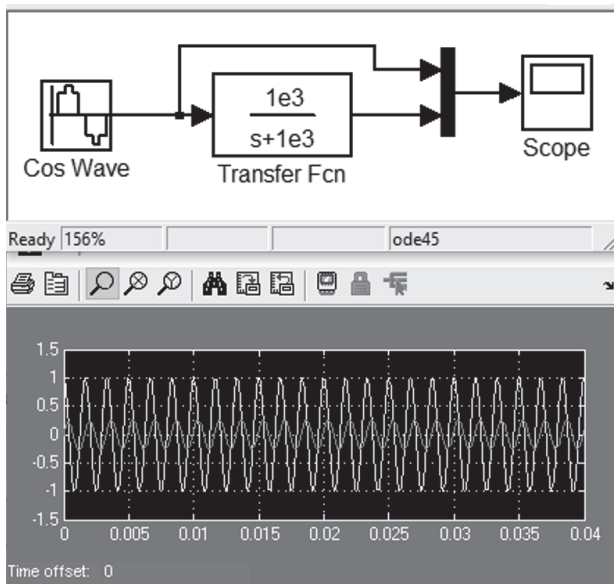 1e3
s+1e3
Cos Wave
Transfer Fcn
Scope
Ready 156% ode45
1.5
1
0.5
0
-0.5
-1
-1.5
0 0.005 0.01 0.015 0.02 0.025 0.03 0.035 0.04
Time offset: 0